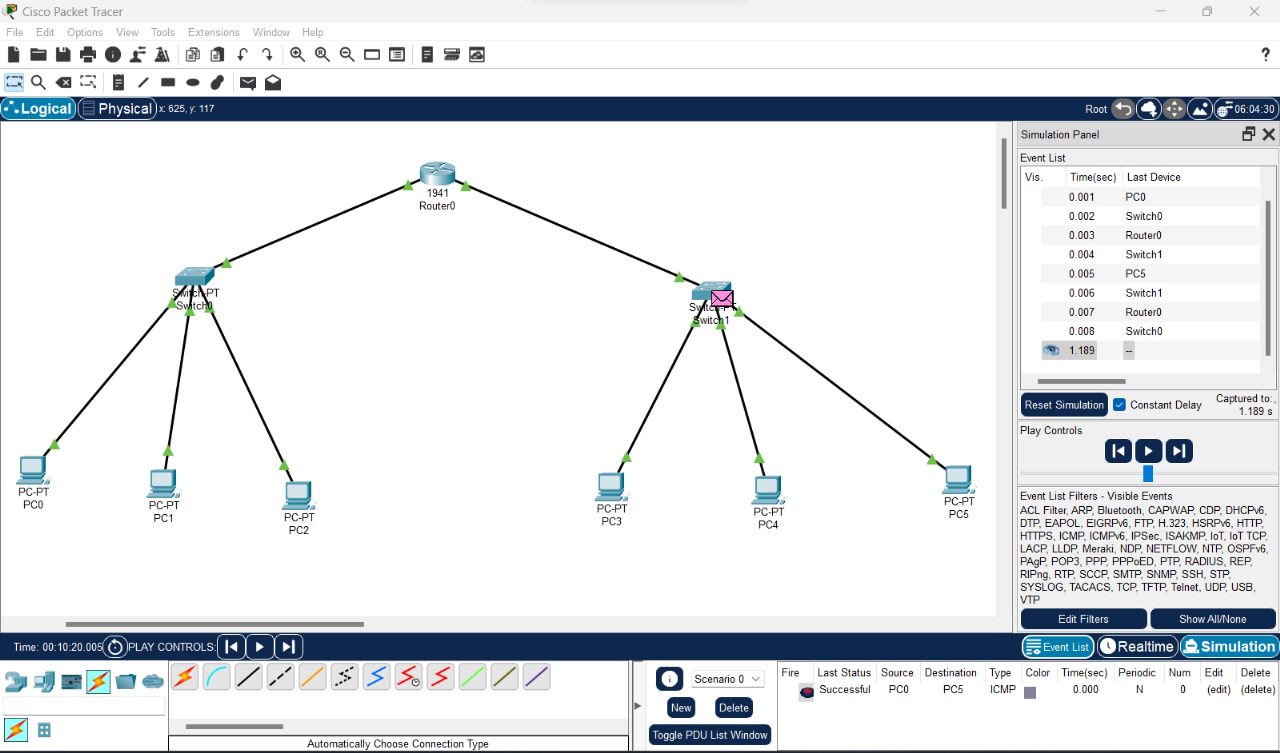 Cisco Packet Tracer
File Edit Options View Tools Extensions Window Help
?
Logical Physical x: 625, y: 117 Root 06:04:30
1941
Router0
Switch-PT
Switch0
Switch-PT
Switch1
PC-PT
PC0
PC-PT
PC1
PC-PT
PC2
PC-PT
PC3
PC-PT
PC4
PC-PT
PC5
Simulation Panel
Event List
Vis. Time(sec) Last Device
0.001 PC0
0.002 Switch0
0.003 Router0
0.004 Switch1
0.005 PC5
0.006 Switch1
0.007 Router0
0.008 Switch0
1.189 --
Reset Simulation Constant Delay Captured to:
1.189 s
Play Controls
Event List Filters - Visible Events
ACL Filter, ARP, Bluetooth, CAPWAP, CDP, DHCPv6,
DTP, EAPOL, EIGRPv6, FTP, H.323, HSRPv6, HTTP,
HTTPS, ICMP, ICMPv6, IPSec, ISAKMP, IoT, IoT TCP,
LACP, LLDP, Meraki, NDP, NETFLOW, NTP, OSPFv6,
PAgP, POP3, PPP, PPPoED, PTP, RADIUS, REP,
RIPng, RTP, SCCP, SMTP, SNMP, SSH, STP,
SYSLOG, TACACS, TCP, TFTP, Telnet, UDP, USB,
VTP
Edit Filters Show All/None
Time: 00:10:20.005 PLAY CONTROLS: Event List Realtime Simulation
Automatically Choose Connection Type
Scenario 0
New Delete
Toggle PDU List Window
Fire Last Status Source Destination Type Color Time(sec) Periodic Num Edit Delete
Successful PC0 PC5 ICMP 0.000 N 0 (edit) (delete)